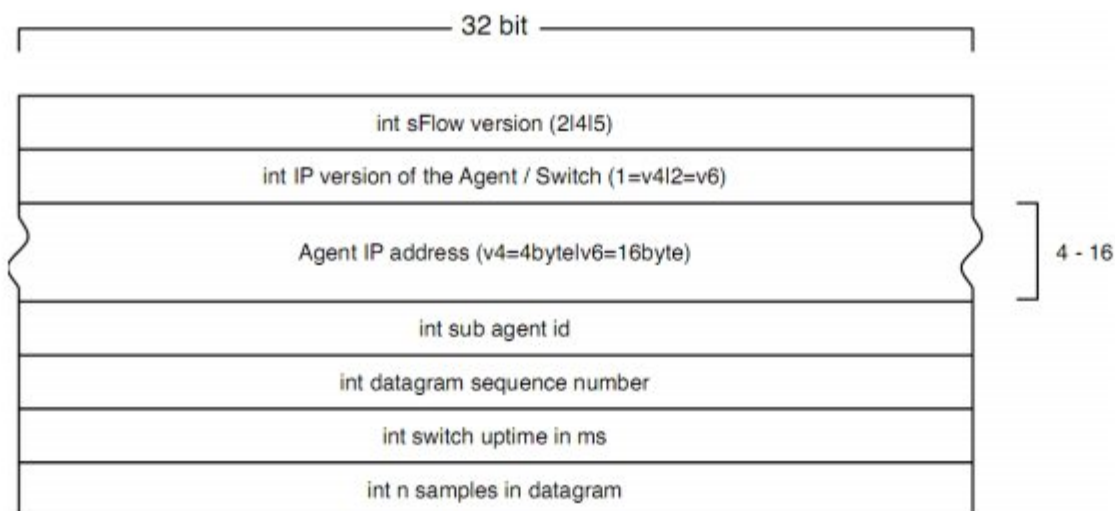 32 bit
int sFlow version (2|4|5)
int IP version of the Agent / Switch (1=v4|2=v6)
Agent IP address (v4=4byte|v6=16byte)
4 - 16
int sub agent id
int datagram sequence number
int switch uptime in ms
int n samples in datagram